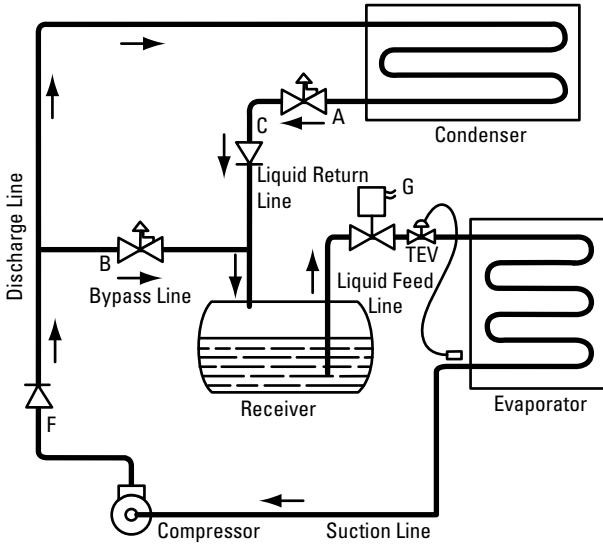 A
C
Condenser
Liquid Return
Line
G
Discharge Line
B
Bypass Line
TEV
Liquid Feed
Line
Receiver
Evaporator
F
Compressor
Suction Line